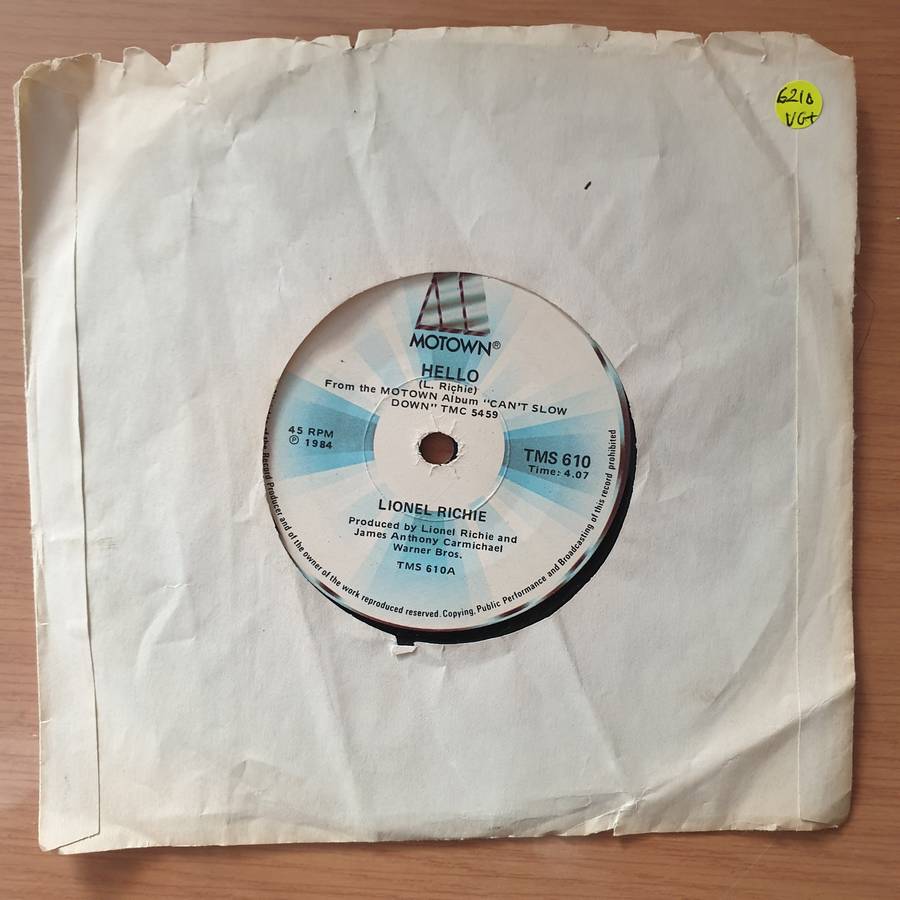 6210
VG+
MOTOWN®
HELLO
(L. Richie)
From the MOTOWN Album "CAN'T SLOW
DOWN" TMC 5459
45 RPM
℗ 1984
TMS 610
Time: 4.07
LIONEL RICHIE
Produced by Lionel Richie and
James Anthony Carmichael
Warner Bros.
TMS 610A
of the Record Producer and of the owner of the work reproduced reserved. Copying, Public Performance and Broadcasting of this record prohibited